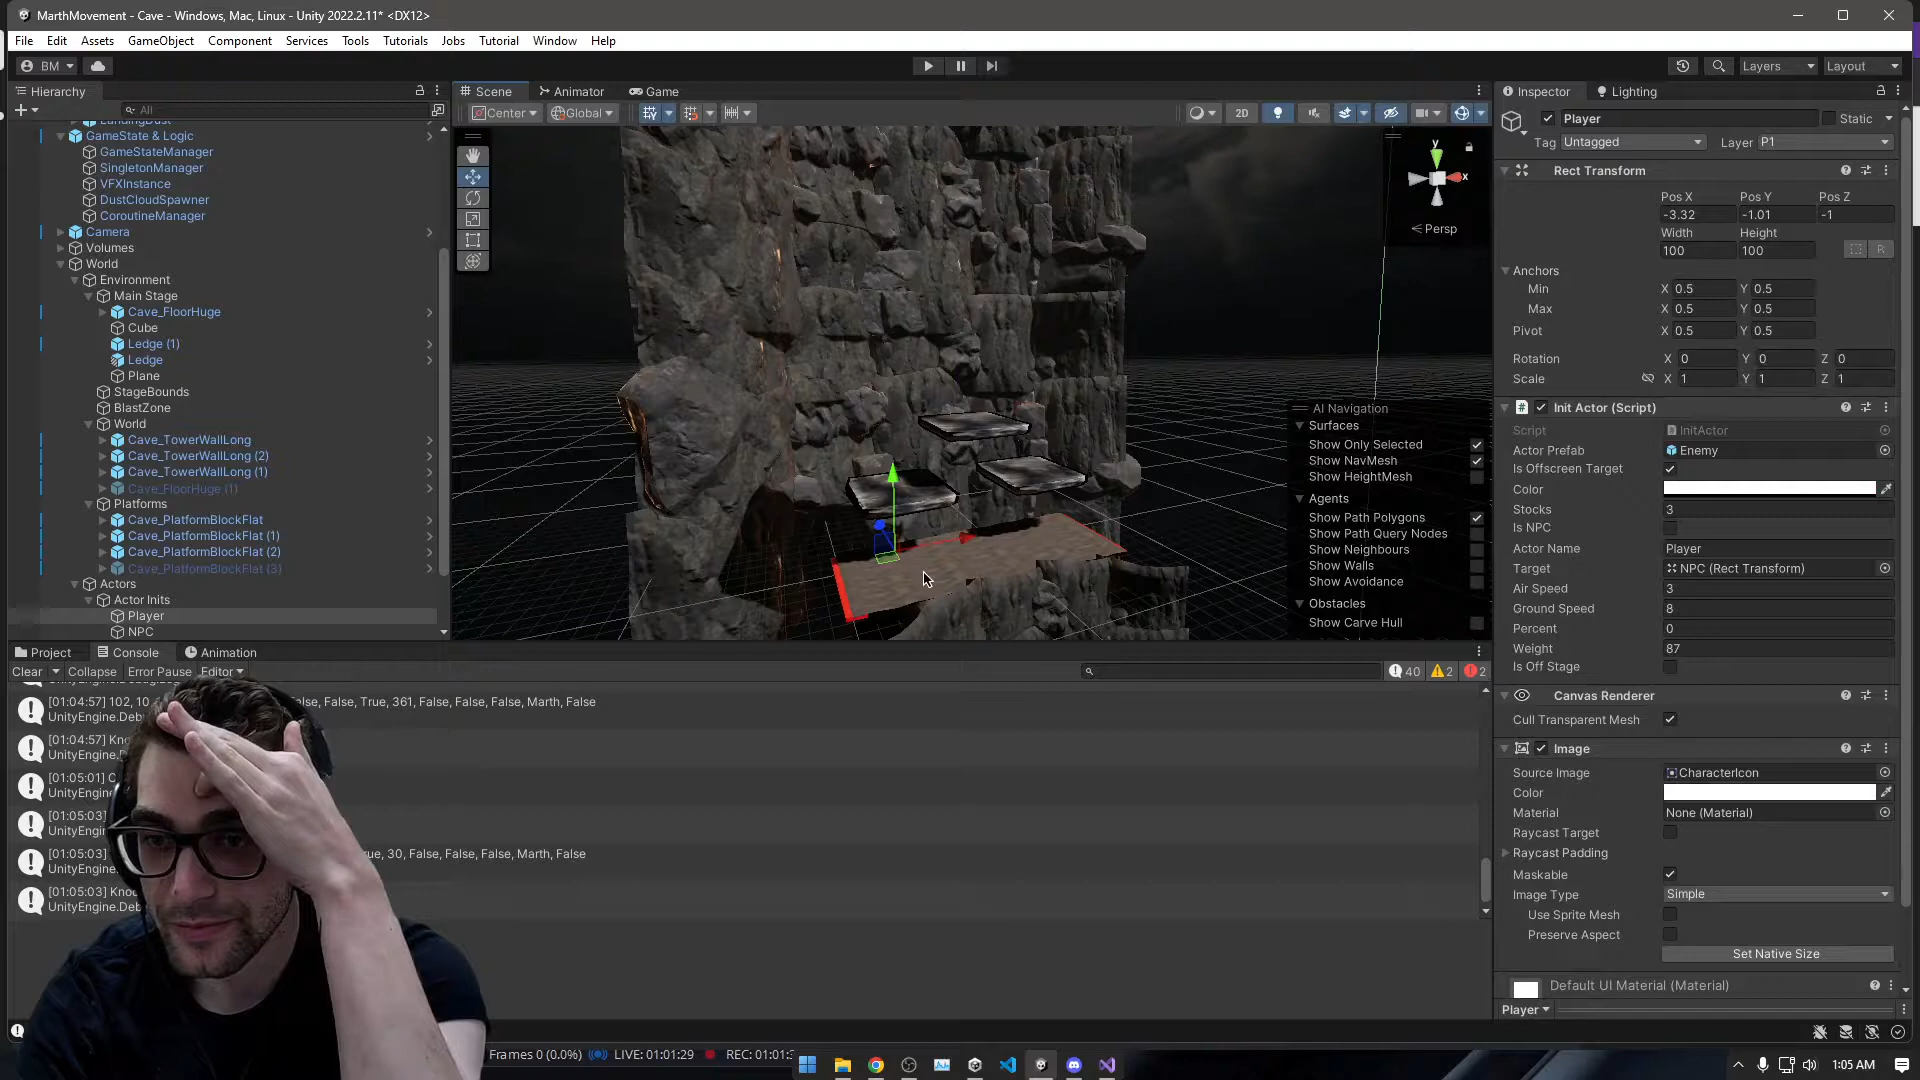 MarthMovement - Cave - Windows, Mac, Linux - Unity 2022.2.11* <DX12>
File Edit Assets GameObject Component Services Tools Tutorials Jobs Tutorial Window Help
BM Layers Layout
Hierarchy
All
GameState & Logic
GameStateManager
SingletonManager
VFXInstance
DustCloudSpawner
CoroutineManager
Camera
Volumes
World
Environment
Main Stage
Cave_FloorHuge
Cube
Ledge (1)
Ledge
Plane
StageBounds
BlastZone
World
Cave_TowerWallLong
Cave_TowerWallLong (2)
Cave_TowerWallLong (1)
Cave_FloorHuge (1)
Platforms
Cave_PlatformBlockFlat
Cave_PlatformBlockFlat (1)
Cave_PlatformBlockFlat (2)
Cave_PlatformBlockFlat (3)
Actors
Actor Inits
Player
NPC
Scene Animator Game
Center Global 2D
y
x
Persp
AI Navigation
Surfaces
Show Only Selected
Show NavMesh
Show HeightMesh
Agents
Show Path Polygons
Show Path Query Nodes
Show Neighbours
Show Walls
Show Avoidance
Obstacles
Show Carve Hull
Inspector Lighting
Player Static
Tag Untagged Layer P1
Rect Transform
Pos X Pos Y Pos Z
-3.32 -1.01 -1
Width Height
100 100 R
Anchors
Min X 0.5 Y 0.5
Max X 0.5 Y 0.5
Pivot X 0.5 Y 0.5
Rotation X 0 Y 0 Z 0
Scale X 1 Y 1 Z 1
# Init Actor (Script)
Script InitActor
Actor Prefab Enemy
Is Offscreen Target
Color
Stocks 3
Is NPC
Actor Name Player
Target NPC (Rect Transform)
Air Speed 3
Ground Speed 8
Percent 0
Weight 87
Is Off Stage
Canvas Renderer
Cull Transparent Mesh
Image
Source Image CharacterIcon
Color
Material None (Material)
Raycast Target
Raycast Padding
Maskable
Image Type Simple
Use Sprite Mesh
Preserve Aspect
Set Native Size
Default UI Material (Material)
Player
Project Console Animation
Clear Collapse Error Pause Editor 40 2 2
[01:04:57] 102, 10 False, True, 361, False, False, False, Marth, False
UnityEngine.Deb
[01:04:57] Kn
UnityEngine.
[01:05:01]
UnityEngin
[01:05:03]
UnityEngi
[01:05:03] 30, False, False, False, Marth, False
UnityEngine
[01:05:03] Kno
UnityEngine.Deb
Frames 0 (0.0%) LIVE: 01:01:29 REC: 01:01:3
1:05 AM